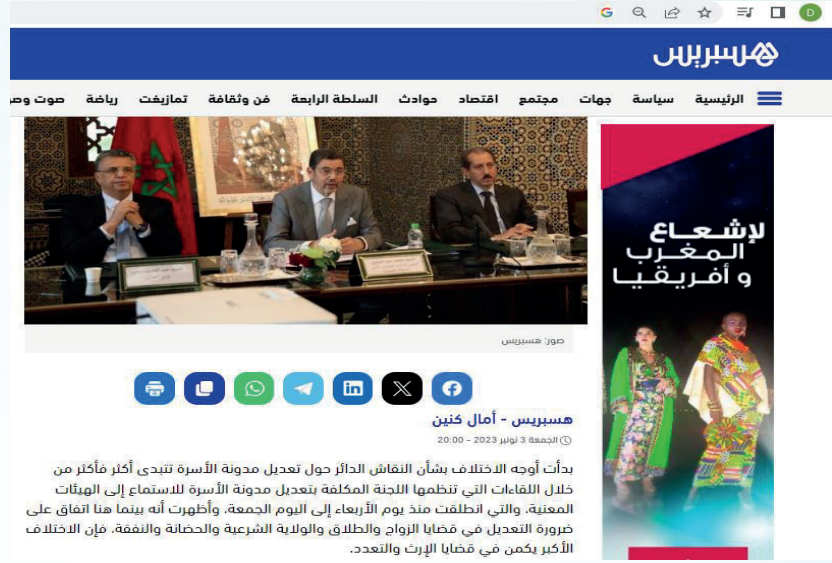 D
هسبريس
الرئيسية سياسة جهات مجتمع اقتصاد حوادث السلطة الرابعة فن وثقافة تمازيغت رياضة صوت وصو
لإشعاع
المغرب
و أفريقيا
صور: هسبريس
هسبريس - أمال كنين
الجمعة 3 نونبر 2023 - 20:00
بدأت أوجه الاختلاف بشأن النقاش الدائر حول تعديل مدونة الأسرة تتبدى أكثر فأكثر من
خلال اللقاءات التي تنظمها اللجنة المكلفة بتعديل مدونة الأسرة للاستماع إلى الهيئات
المعنية، والتي انطلقت منذ يوم الأربعاء إلى اليوم الجمعة، وأظهرت أنه بينما هنا اتفاق على
ضرورة التعديل في قضايا الزواج والطلاق والولاية الشرعية والحضانة والنفقة، فإن الاختلاف
الأكبر يكمن في قضايا الإرث والتعدد.